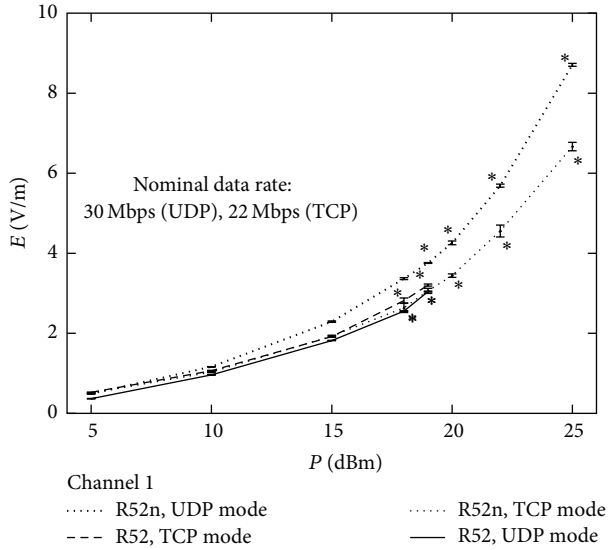 10
8
6
4
2
0
E (V/m)
Nominal data rate:
30 Mbps (UDP), 22 Mbps (TCP)
* * * * * * *
* * * * * *
5 10 15 20 25
P (dBm)
Channel 1
R52n, UDP mode
R52, TCP mode
R52n, TCP mode
R52, UDP mode